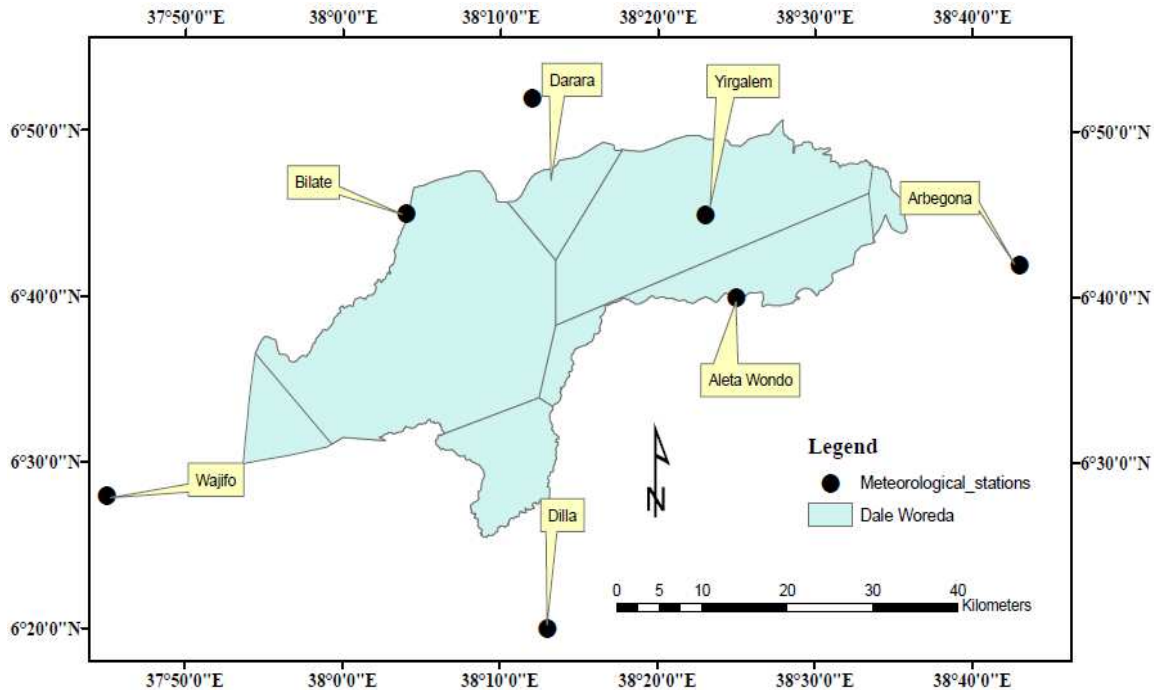 37°50'0"E 38°0'0"E 38°10'0"E 38°20'0"E 38°30'0"E 38°40'0"E
Darara
Yirgalem
6°50'0"N 6°50'0"N
Bilate
Arbegona
6°40'0"N 6°40'0"N
Aleta Wondo
Legend
6°30'0"N 6°30'0"N
Wajifo
Meteorological_stations
N
Dilla
Dale Woreda
0 5 10 20 30 40
Kilometers
6°20'0"N 6°20'0"N
37°50'0"E 38°0'0"E 38°10'0"E 38°20'0"E 38°30'0"E 38°40'0"E